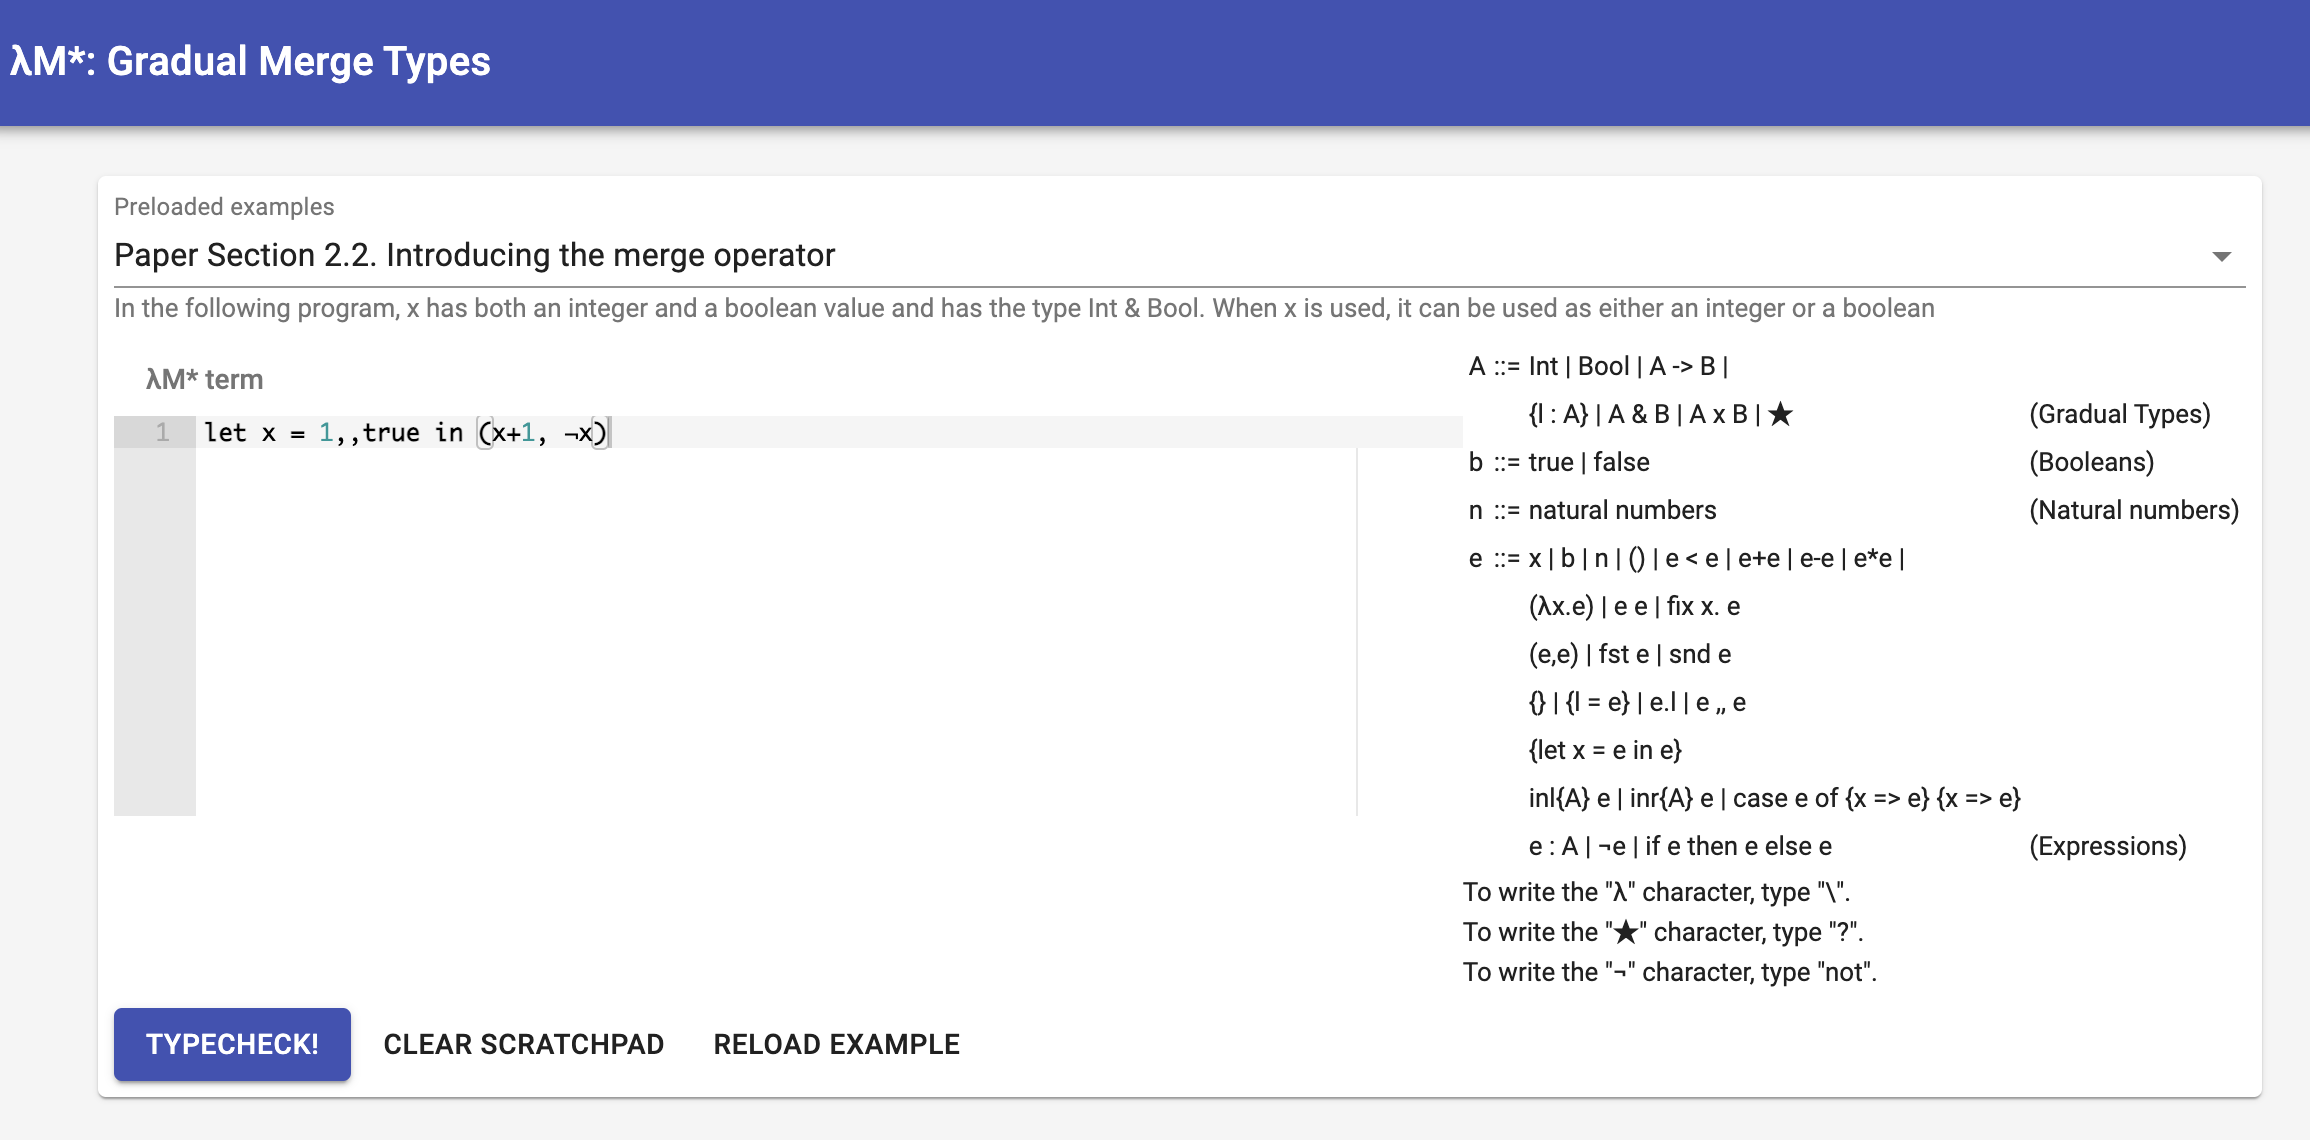 λM*: Gradual Merge Types
Preloaded examples
Paper Section 2.2. Introducing the merge operator
In the following program, x has both an integer and a boolean value and has the type Int & Bool. When x is used, it can be used as either an integer or a boolean
λM* term
1 let x = 1,,true in (x+1, ¬x)
A ::= Int | Bool | A -> B |
{l : A} | A & B | A x B | ★ (Gradual Types)
b ::= true | false (Booleans)
n ::= natural numbers (Natural numbers)
e ::= x | b | n | () | e < e | e+e | e-e | e*e |
(λx.e) | e e | fix x. e
(e,e) | fst e | snd e
{} | {l = e} | e.l | e ,, e
{let x = e in e}
inl{A} e | inr{A} e | case e of {x => e} {x => e}
e : A | ¬e | if e then e else e (Expressions)
To write the "λ" character, type "\".
To write the "★" character, type "?".
To write the "¬" character, type "not".
TYPECHECK! CLEAR SCRATCHPAD RELOAD EXAMPLE